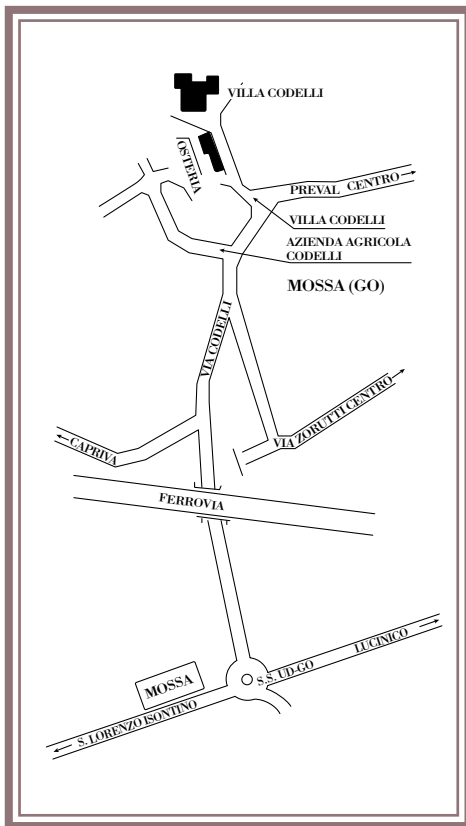 VILLA CODELLI
OSTERIA
PREVAL CENTRO
VILLA CODELLI
AZIENDA AGRICOLA
CODELLI
MOSSA (GO)
VIA CODELLI
VIA ZORUTTI CENTRO
CAPRIVA
FERROVIA
LUCINICO
S.S. UD-GO
MOSSA
S. LORENZO ISONTINO